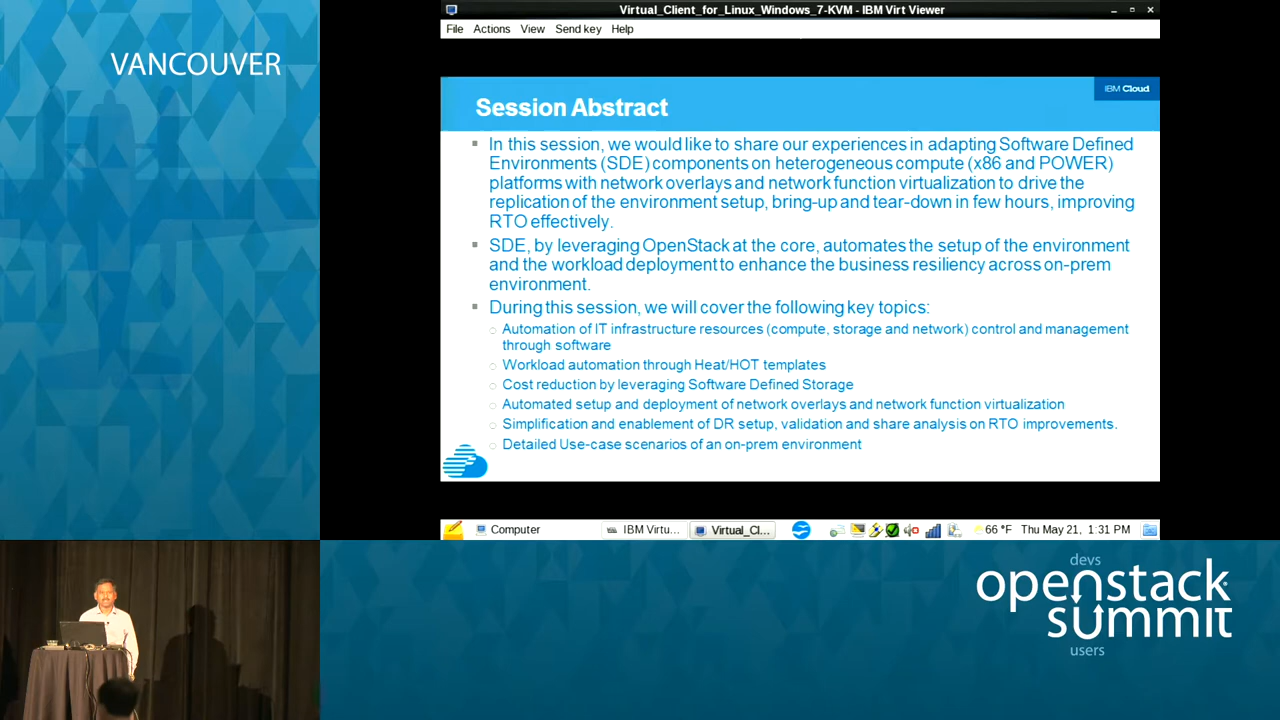 VANCOUVER
Virtual_Client_for_Linux_Windows_7-KVM - IBM Virt Viewer
File Actions View Send key Help
IBM Cloud
Session Abstract
In this session, we would like to share our experiences in adapting Software Defined
Environments (SDE) components on heterogeneous compute (x86 and POWER)
platforms with network overlays and network function virtualization to drive the
replication of the environment setup, bring-up and tear-down in few hours, improving
RTO effectively.
SDE, by leveraging OpenStack at the core, automates the setup of the environment
and the workload deployment to enhance the business resiliency across on-prem
environment.
During this session, we will cover the following key topics:
Automation of IT infrastructure resources (compute, storage and network) control and management
through software
Workload automation through Heat/HOT templates
Cost reduction by leveraging Software Defined Storage
Automated setup and deployment of network overlays and network function virtualization
Simplification and enablement of DR setup, validation and share analysis on RTO improvements.
Detailed Use-case scenarios of an on-prem environment
Computer IBM Virtu... Virtual_Cl... 66 °F Thu May 21, 1:31 PM
devs
openstack
summit
users